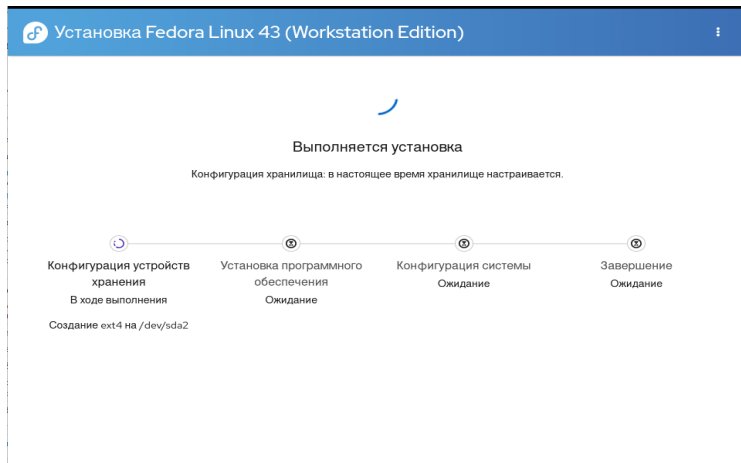 Установка Fedora Linux 43 (Workstation Edition)
Выполняется установка
Конфигурация хранилища: в настоящее время хранилище настраивается.
Конфигурация устройств
хранения
В ходе выполнения
Создание ext4 на /dev/sda2
Установка программного
обеспечения
Ожидание
Конфигурация системы
Ожидание
Завершение
Ожидание